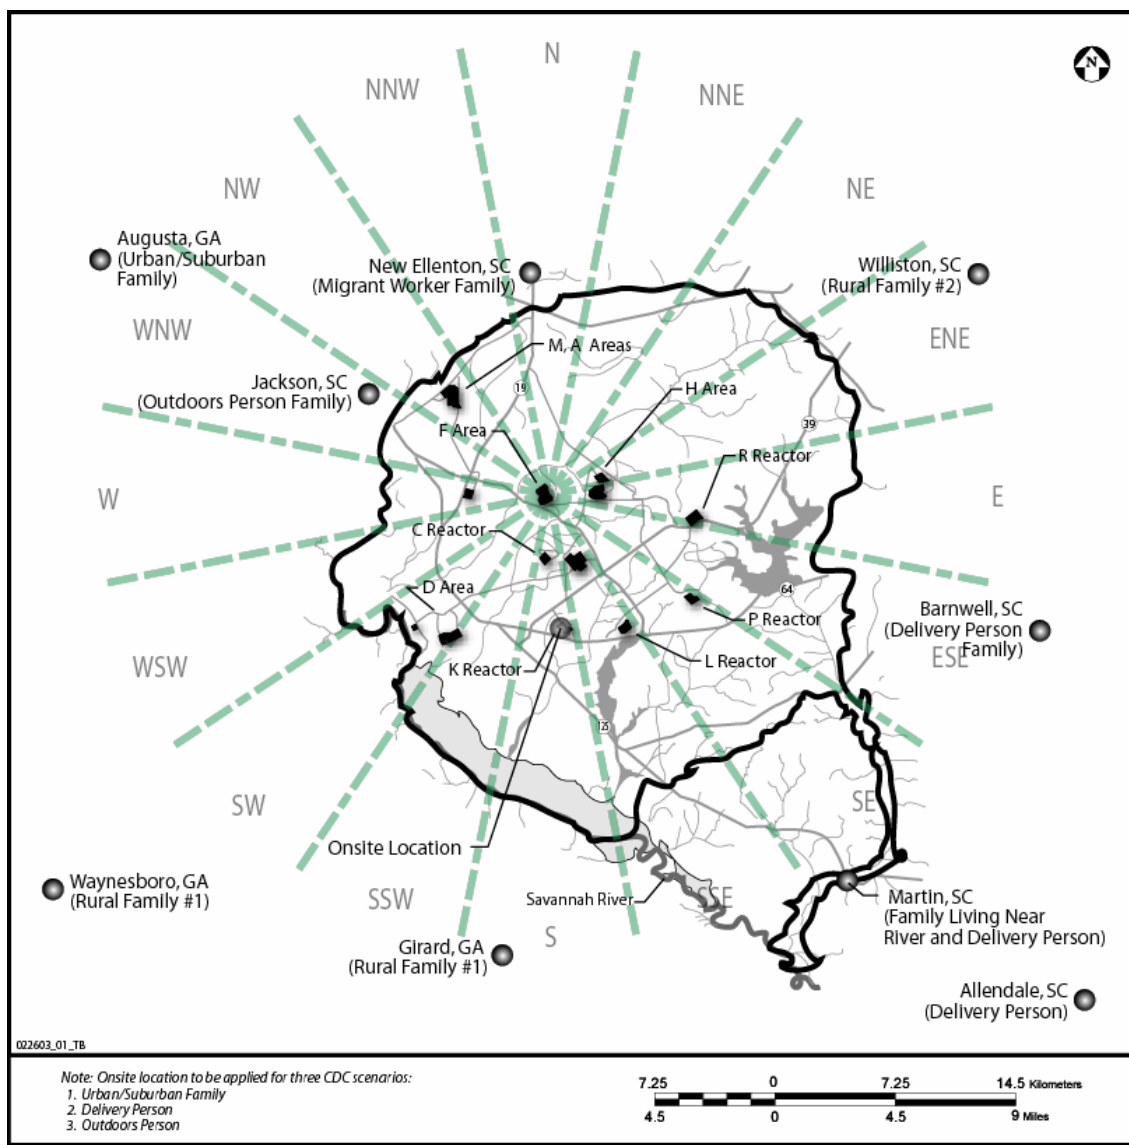 N
NNW
NNE
N
NW
NE
Augusta, GA
(Urban/Suburban
Family)
New Ellenton, SC
(Migrant Worker Family)
Williston, SC
(Rural Family #2)
WNW
ENE
M, A Areas
Jackson, SC
(Outdoors Person Family)
19
H Area
39
F Area
R Reactor
W
E
C Reactor
D Area
64
P Reactor
Barnwell, SC
(Delivery Person
Family)
WSW
ESE
K Reactor
L Reactor
125
SW
SE
Onsite Location
Waynesboro, GA
(Rural Family #1)
SSW
Savannah River
SSE
Martin, SC
(Family Living Near
River and Delivery Person)
S
Girard, GA
(Rural Family #1)
Allendale, SC
(Delivery Person)
022603_01_TB
Note: Onsite location to be applied for three CDC scenarios:
1. Urban/Suburban Family
2. Delivery Person
3. Outdoors Person
7.25 0 7.25 14.5 Kilometers
4.5 0 4.5 9 Miles